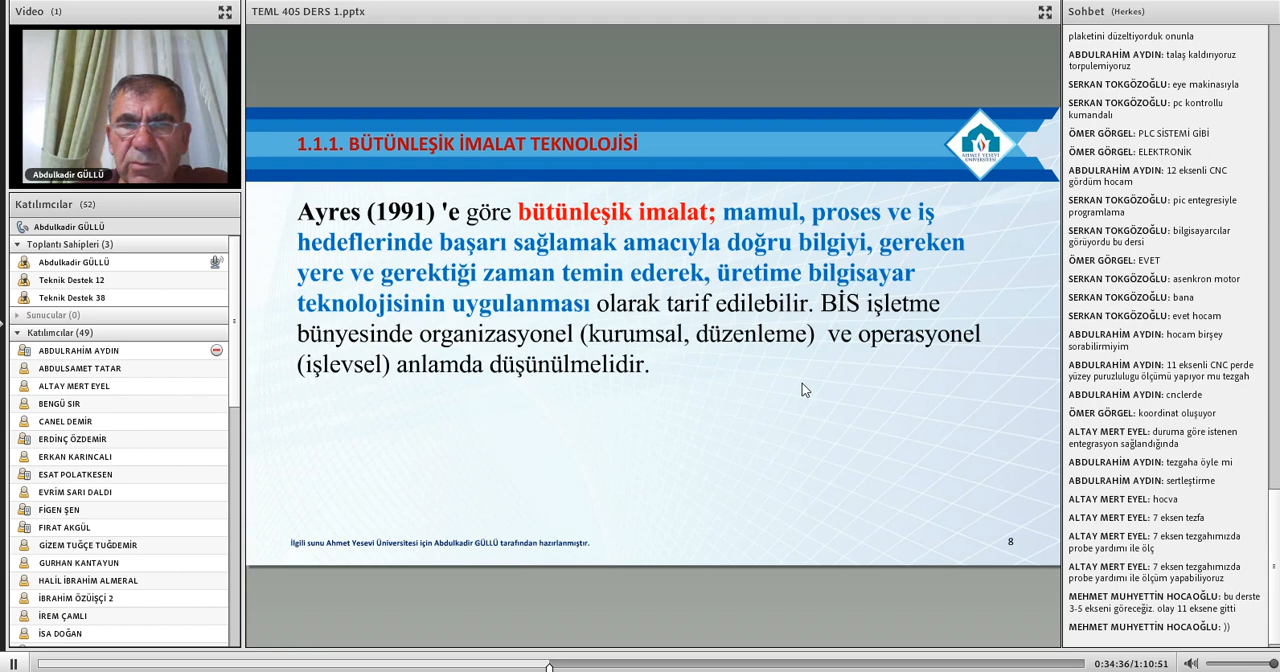 Video (1)
Abdulkadir GÜLLÜ
Katılımcılar (52)
Abdulkadir GÜLLÜ
Toplantı Sahipleri (3)
Abdulkadir GÜLLÜ
Teknik Destek 12
Teknik Destek 38
Sunucular (0)
Katılımcılar (49)
ABDULRAHİM AYDIN
ABDULSAMET TATAR
ALTAY MERT EYEL
BENGÜ SIR
CANEL DEMİR
ERDİNÇ ÖZDEMİR
ERKAN KARINCALI
ESAT POLATKESEN
EVRİM SARI DALDI
FİGEN ŞEN
FIRAT AKGÜL
GİZEM TUĞÇE TUĞDEMİR
GURHAN KANTAYUN
HALİL İBRAHİM ALMERAL
İBRAHİM ÖZÜİŞÇİ 2
İREM ÇAMLI
İSA DOĞAN
TEML 405 DERS 1.pptx
1.1.1. BÜTÜNLEŞİK İMALAT TEKNOLOJİSİ
AHMET YESEVİ
ÜNİVERSİTESİ
Ayres (1991) 'e göre bütünleşik imalat; mamul, proses ve iş
hedeflerinde başarı sağlamak amacıyla doğru bilgiyi, gereken
yere ve gerektiği zaman temin ederek, üretime bilgisayar
teknolojisinin uygulanması olarak tarif edilebilir. BİS işletme
bünyesinde organizasyonel (kurumsal, düzenleme) ve operasyonel
(işlevsel) anlamda düşünülmelidir.
İlgili sunu Ahmet Yesevi Üniversitesi için Abdulkadir GÜLLÜ tarafından hazırlanmıştır.
8
Sohbet (Herkes)
plaketini düzeltiyorduk onunla
ABDULRAHİM AYDIN: talaş kaldırıyoruz
torpulemiyoruz
SERKAN TOKGÖZOĞLU: eye makinasıyla
SERKAN TOKGÖZOĞLU: pc kontrollu
kumandalı
ÖMER GÖRGEL: PLC SİSTEMİ GİBİ
ÖMER GÖRGEL: ELEKTRONİK
ABDULRAHİM AYDIN: 12 eksenli CNC
gördüm hocam
SERKAN TOKGÖZOĞLU: pic entegresiyle
programlama
SERKAN TOKGÖZOĞLU: bilgisayarcılar
görüyordu bu dersi
ÖMER GÖRGEL: EVET
SERKAN TOKGÖZOĞLU: asenkron motor
SERKAN TOKGÖZOĞLU: bana
SERKAN TOKGÖZOĞLU: evet hocam
ABDULRAHİM AYDIN: hocam birşey
sorabilirmiyim
ABDULRAHİM AYDIN: 11 eksenli CNC perde
yüzey puruzlulugu ölçümü yapıyor mu tezgah
ABDULRAHİM AYDIN: cnclerde
ÖMER GÖRGEL: koordinat oluşuyor
ALTAY MERT EYEL: duruma göre istenen
entegrasyon sağlandığında
ABDULRAHİM AYDIN: tezgaha öyle mi
ABDULRAHİM AYDIN: sertleştirme
ALTAY MERT EYEL: hocva
ALTAY MERT EYEL: 7 eksen tezfa
ALTAY MERT EYEL: 7 eksen tezgahımızda
probe yardımı ile ölç
ALTAY MERT EYEL: 7 eksen tezgahımızda
probe yardımı ile ölçüm yapabiliyoruz
MEHMET MUHYETTİN HOCAOĞLU: bu derste
3-5 ekseni göreceğiz. olay 11 eksene gitti
MEHMET MUHYETTİN HOCAOĞLU: ))
0:34:36/1:10:51